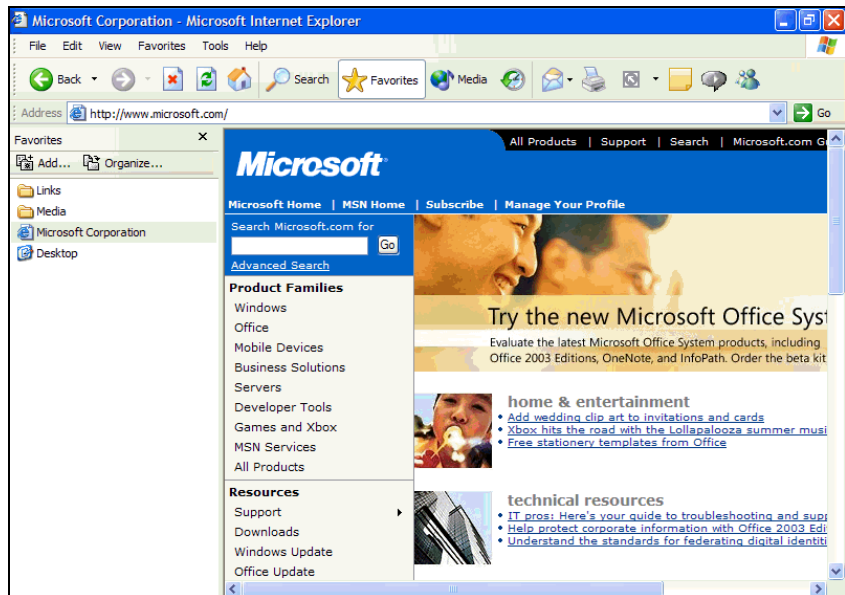 Microsoft Corporation - Microsoft Internet Explorer
File Edit View Favorites Tools Help
Back Search Favorites Media
Address http://www.microsoft.com/ Go
Favorites
Add... Organize...
Links
Media
Microsoft Corporation
Desktop
All Products | Support | Search | Microsoft.com
Microsoft
Microsoft Home | MSN Home | Subscribe | Manage Your Profile
Search Microsoft.com for
Go
Advanced Search
Product Families
Windows
Office
Mobile Devices
Business Solutions
Servers
Developer Tools
Games and Xbox
MSN Services
All Products
Resources
Support
Downloads
Windows Update
Office Update
Try the new Microsoft Office Syst
Evaluate the latest Microsoft Office System products, including
Office 2003 Editions, OneNote, and InfoPath. Order the beta kit
home & entertainment
• Add wedding clip art to invitations and cards
• Xbox hits the road with the Lollapalooza summer musi
• Free stationery templates from Office
technical resources
• IT pros: Here's your guide to troubleshooting and supp
• Help protect corporate information with Office 2003 Edi
• Understand the standards for federating digital identiti